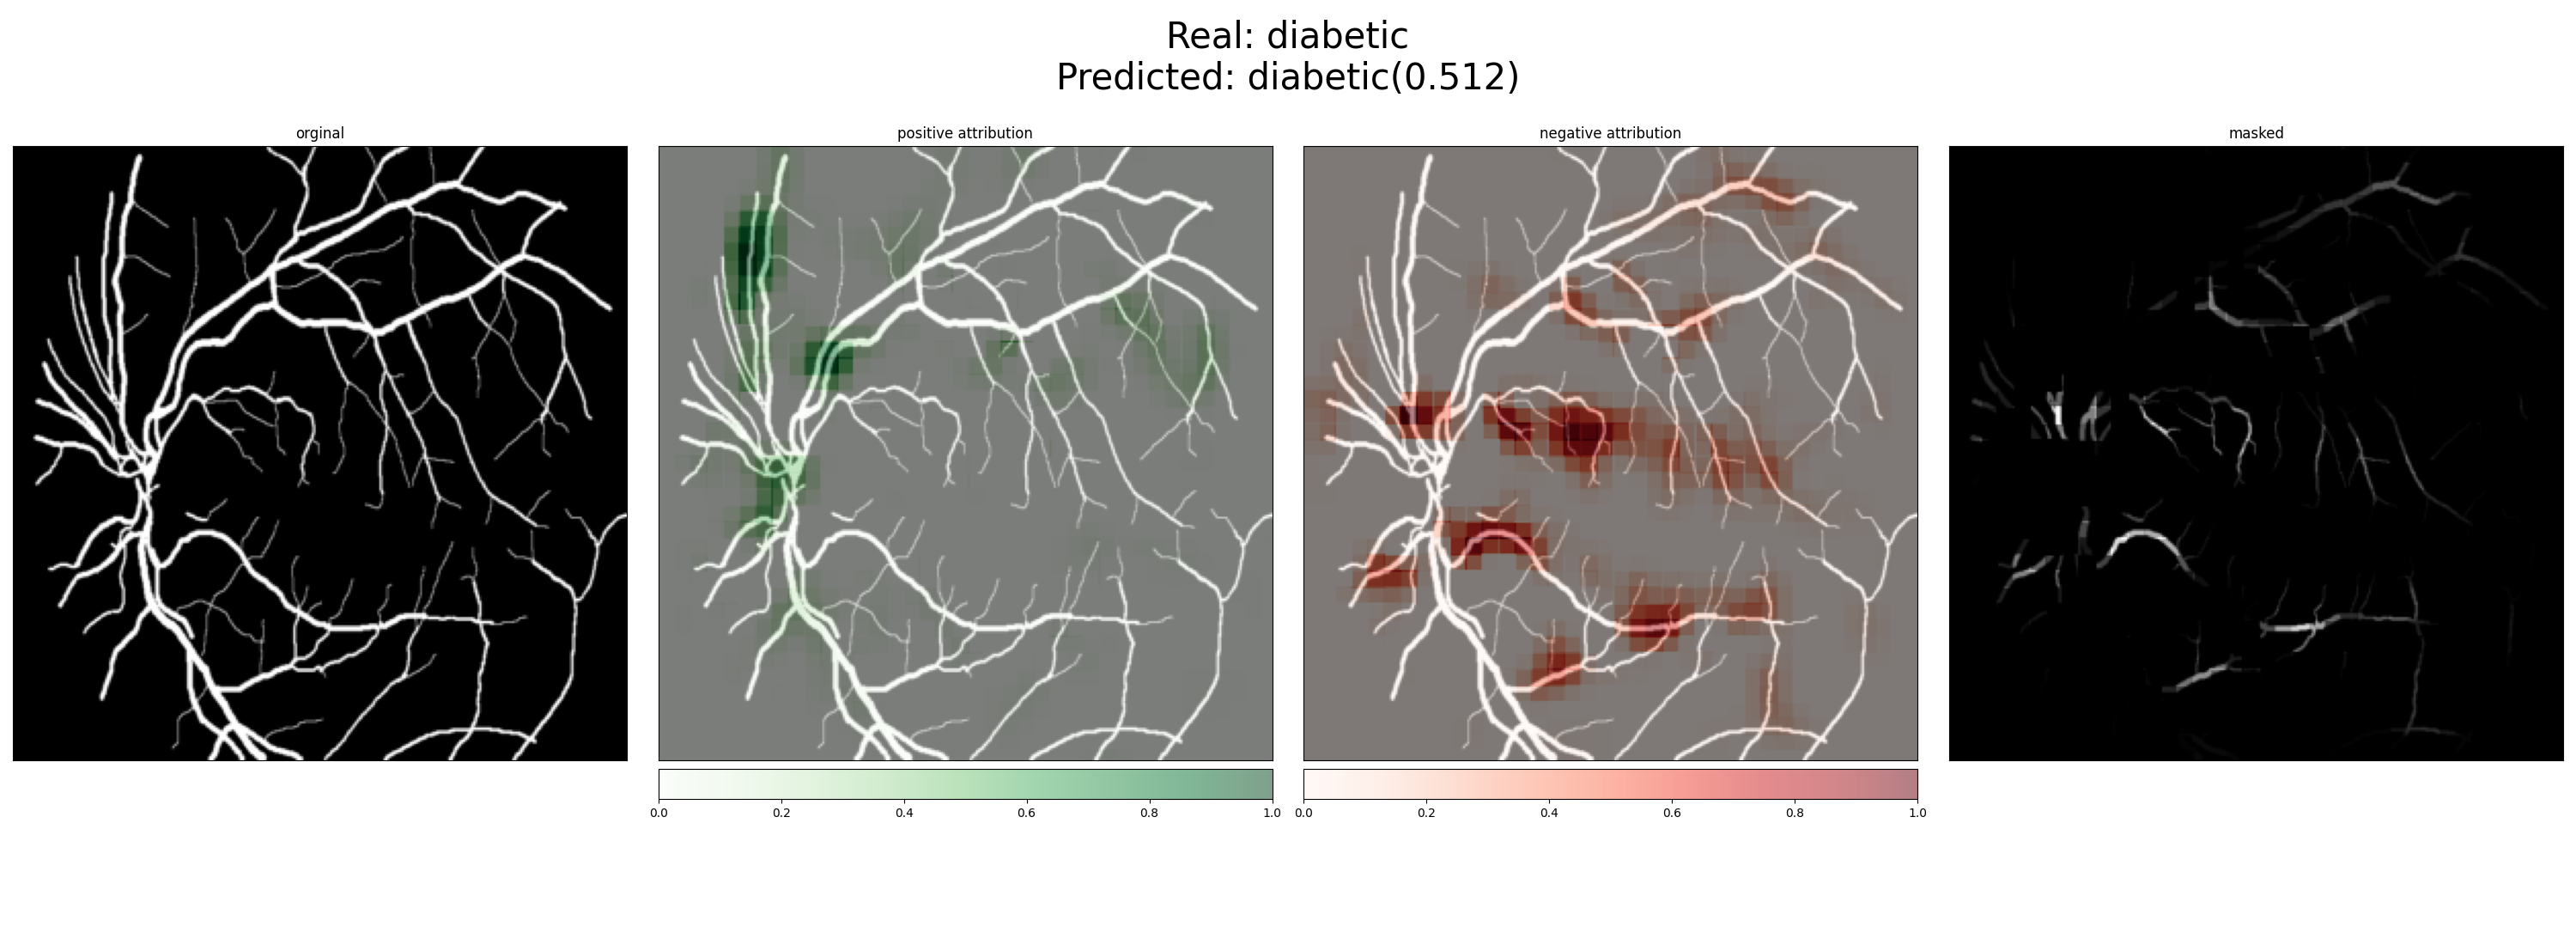 Real: diabetic
Predicted: diabetic(0.512)
orginal
positive attribution
negative attribution
masked
0.0 0.2 0.4 0.6 0.8 1.0
0.0 0.2 0.4 0.6 0.8 1.0